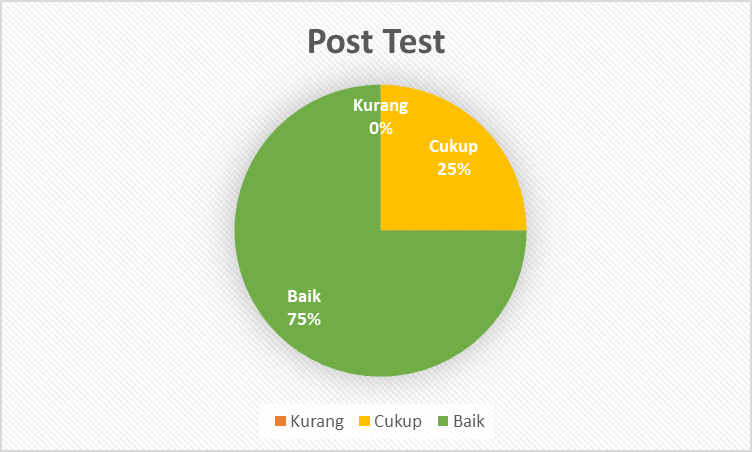 Post Test
Kurang
0%
Cukup
25%
Baik
75%
Kurang Cukup Baik